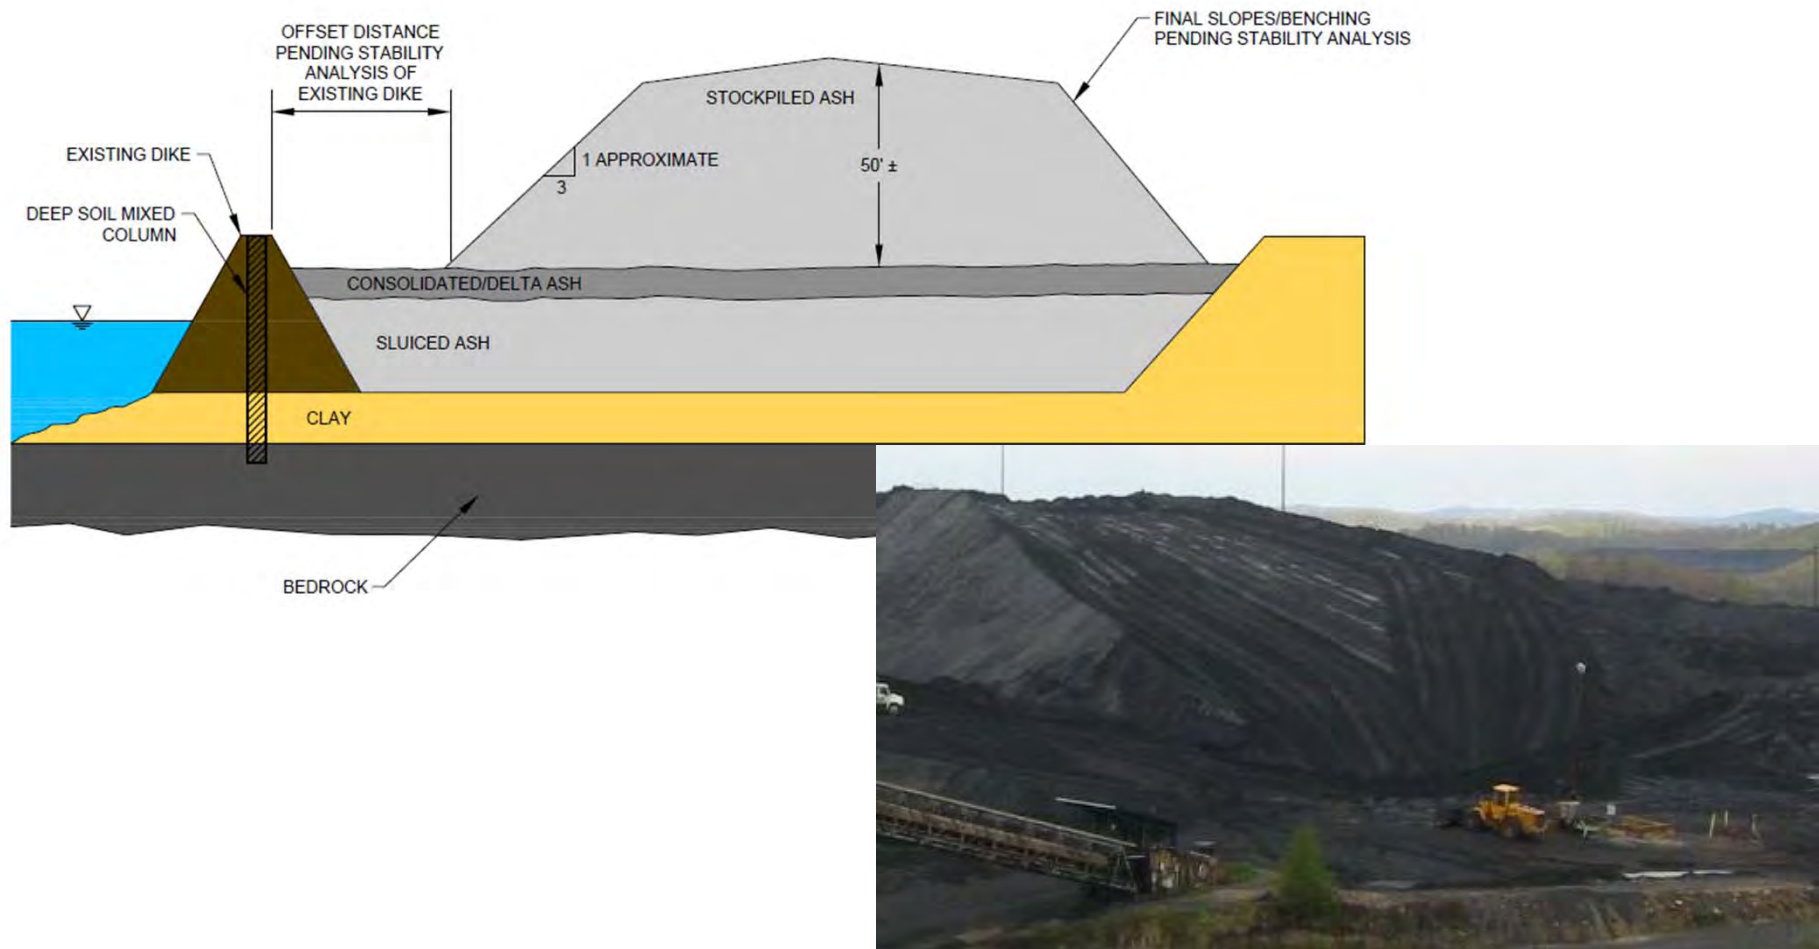 OFFSET DISTANCE
PENDING STABILITY
ANALYSIS OF
EXISTING DIKE
FINAL SLOPES/BENCHING
PENDING STABILITY ANALYSIS
STOCKPILED ASH
EXISTING DIKE
1 APPROXIMATE
3
50' ±
DEEP SOIL MIXED
COLUMN
CONSOLIDATED/DELTA ASH
SLUICED ASH
CLAY
BEDROCK